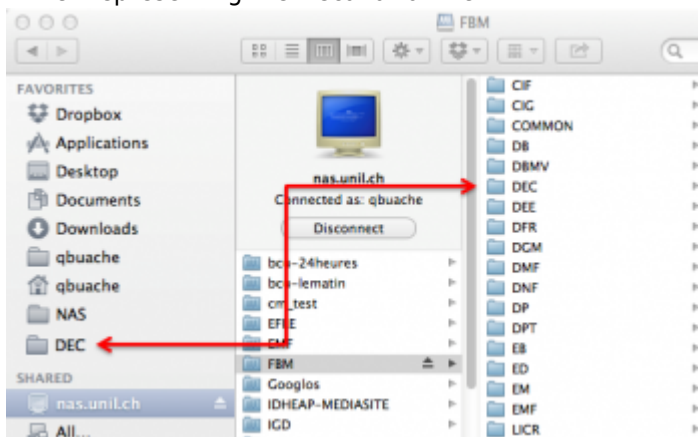 FBM
FAVORITES
Dropbox
Applications
Desktop
Documents
Downloads
qbuache
qbuache
NAS
DEC
SHARED
nas.unil.ch
All...
nas.unil.ch
Connected as: qbuache
Disconnect
bcu-24heures
bcu-lematin
cm_test
EFEE
EMF
FBM
Googlos
IDHEAP-MEDIASITE
IGD
CIF
CIG
COMMON
DB
DBMV
DEC
DEE
DFR
DGM
DMF
DNF
DP
DPT
EB
ED
EM
EMF
LICR